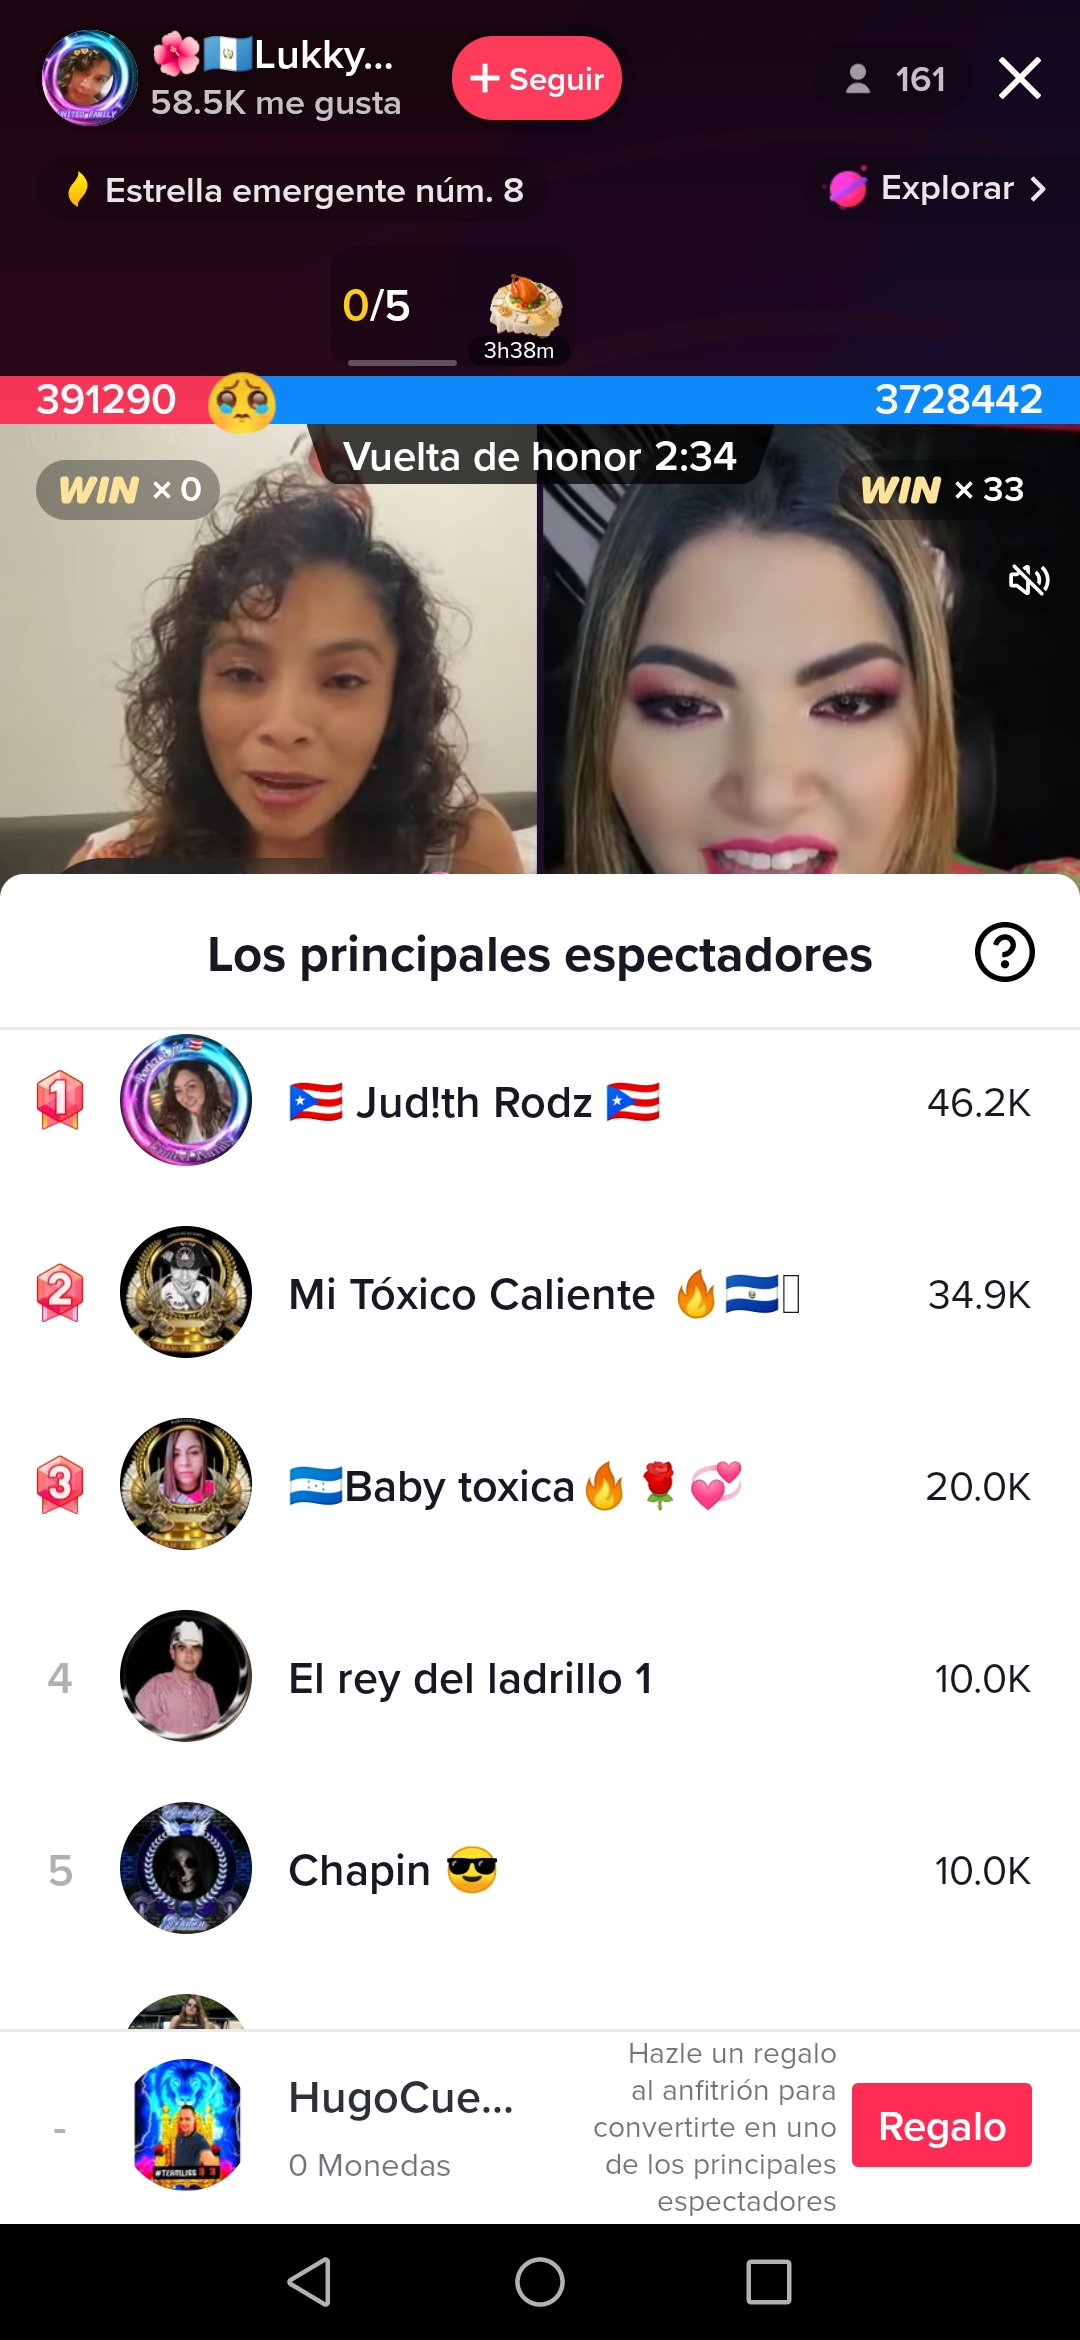 🌺🇬🇹Lukky...
58.5K me gusta
+ Seguir
161
Estrella emergente núm. 8
Explorar >
0/5
3h38m
391290
3728442
Vuelta de honor 2:34
WIN × 0
WIN × 33
Los principales espectadores
?
1
🇵🇷 Jud!th Rodz 🇵🇷
46.2K
2
Mi Tóxico Caliente 🔥🇸🇻
34.9K
3
🇭🇳Baby toxica🔥🌹💞
20.0K
4
El rey del ladrillo 1
10.0K
5
Chapin 😎
10.0K
-
#TEAMLISS
HugoCue...
0 Monedas
Hazle un regalo
al anfitrión para
convertirte en uno
de los principales
espectadores
Regalo